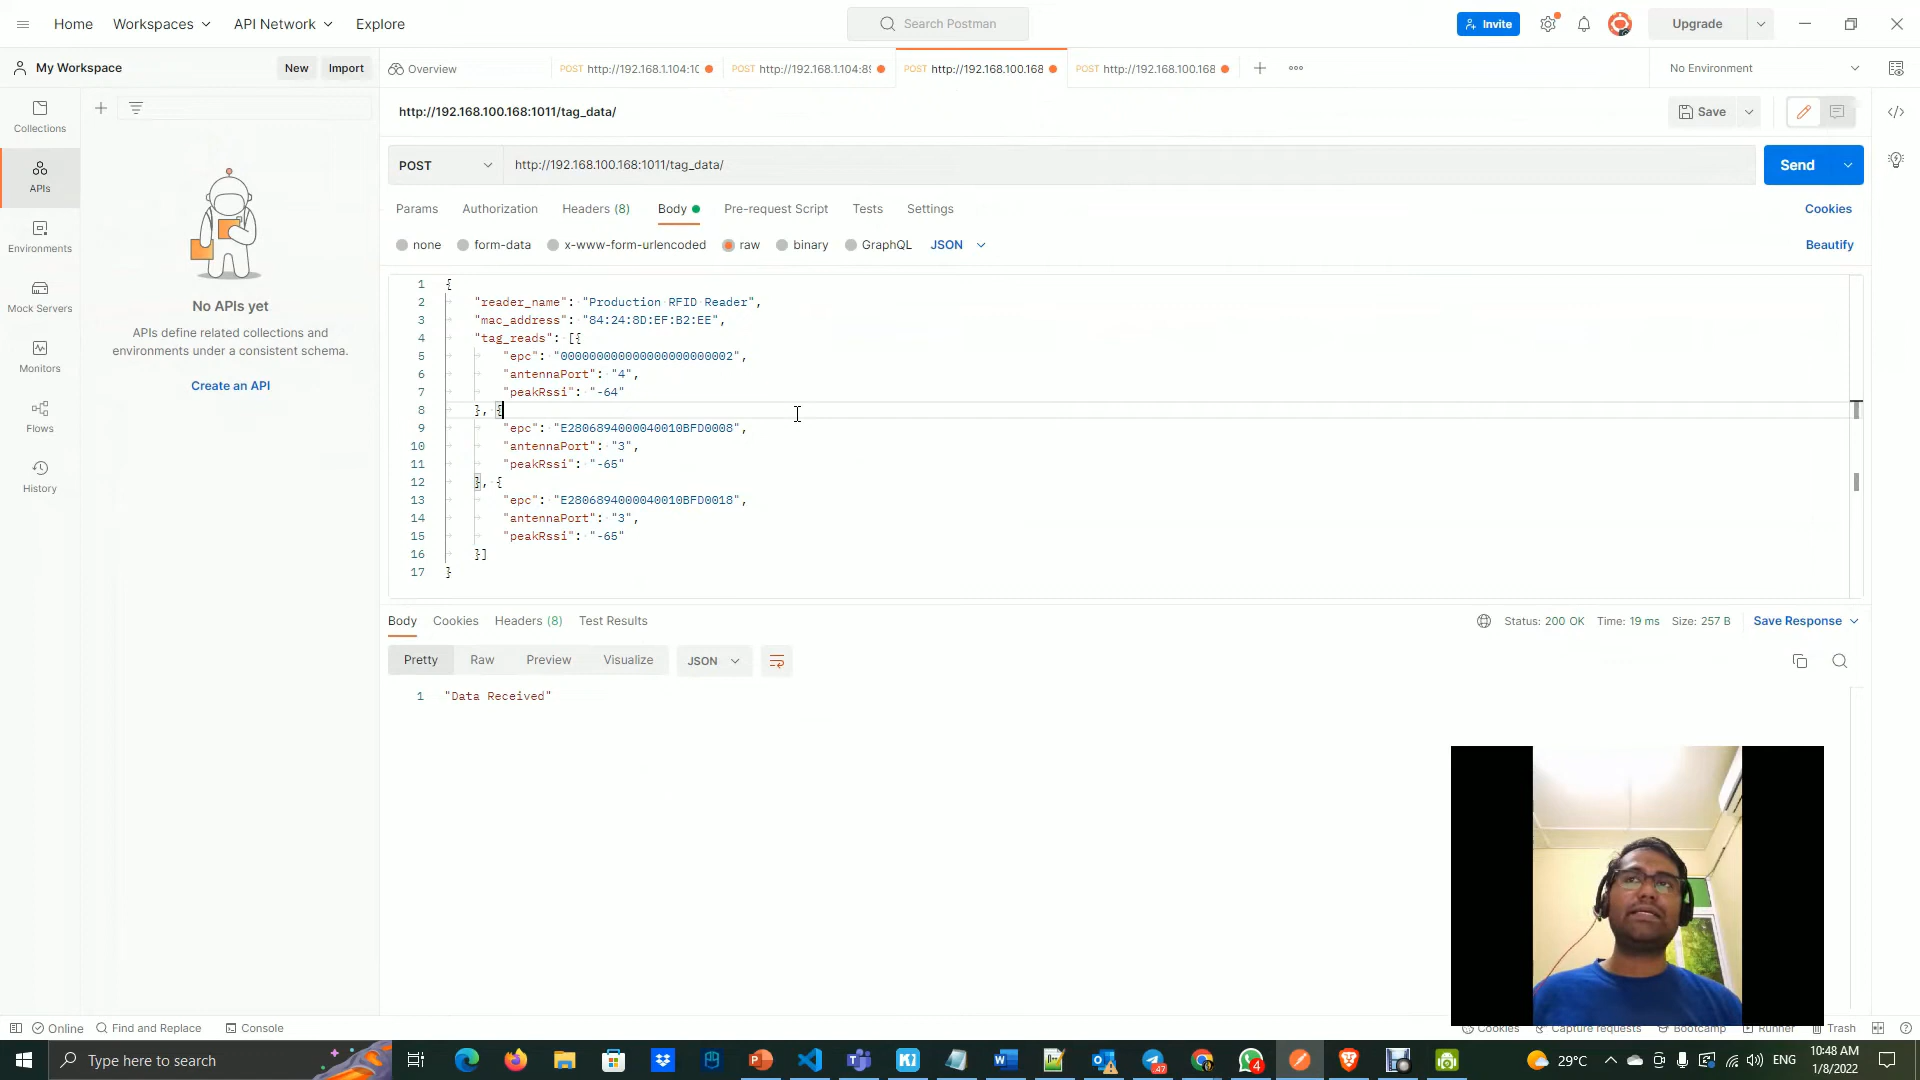 Home
Workspaces
API Network
Explore
Search Postman
Invite
Upgrade
My Workspace
New
Import
Overview
POST http://192.168.1.104:1
POST http://192.168.1.104:8
POST http://192.168.100.168
POST http://192.168.100.168
No Environment
http://192.168.100.168:1011/tag_data/
Save
POST
http://192.168.100.168:1011/tag_data/
Send
Params
Authorization
Headers (8)
Body
Pre-request Script
Tests
Settings
Cookies
none
form-data
x-www-form-urlencoded
raw
binary
GraphQL
JSON
Beautify
Collections
APIs
Environments
Mock Servers
Monitors
Flows
History
No APIs yet
APIs define related collections and
environments under a consistent schema.
Create an API
1 {
2 "reader_name": "Production RFID Reader",
3 "mac_address": "84:24:8D:EF:B2:EE",
4 "tag_reads": [{
5 "epc": "000000000000000000000002",
6 "antennaPort": "4",
7 "peakRssi": "-64"
8 }, {
9 "epc": "E2806894000040010BFD0008",
10 "antennaPort": "3",
11 "peakRssi": "-65"
12 }, {
13 "epc": "E2806894000040010BFD0018",
14 "antennaPort": "3",
15 "peakRssi": "-65"
16 }]
17 }
Body
Cookies
Headers (8)
Test Results
Status: 200 OK
Time: 19 ms
Size: 257 B
Save Response
Pretty
Raw
Preview
Visualize
JSON
1 "Data Received"
Online
Find and Replace
Console
Cookies
Capture requests
Bootcamp
Runner
Trash
Type here to search
47
4
29°C
ENG
10:48 AM
1/8/2022